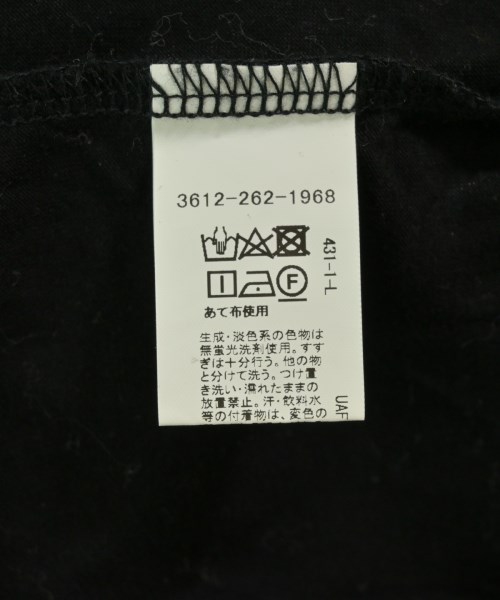 3612-262-1968
431-1-L
F
あて布使用
生成・淡色系の色物は
無蛍光洗剤使用。すす
ぎは十分行う。他の物
と分けて洗う。つけ置
き洗い・濡れたままの
放置禁止。汗・飲料水
等の付着物は、変色の
UAF